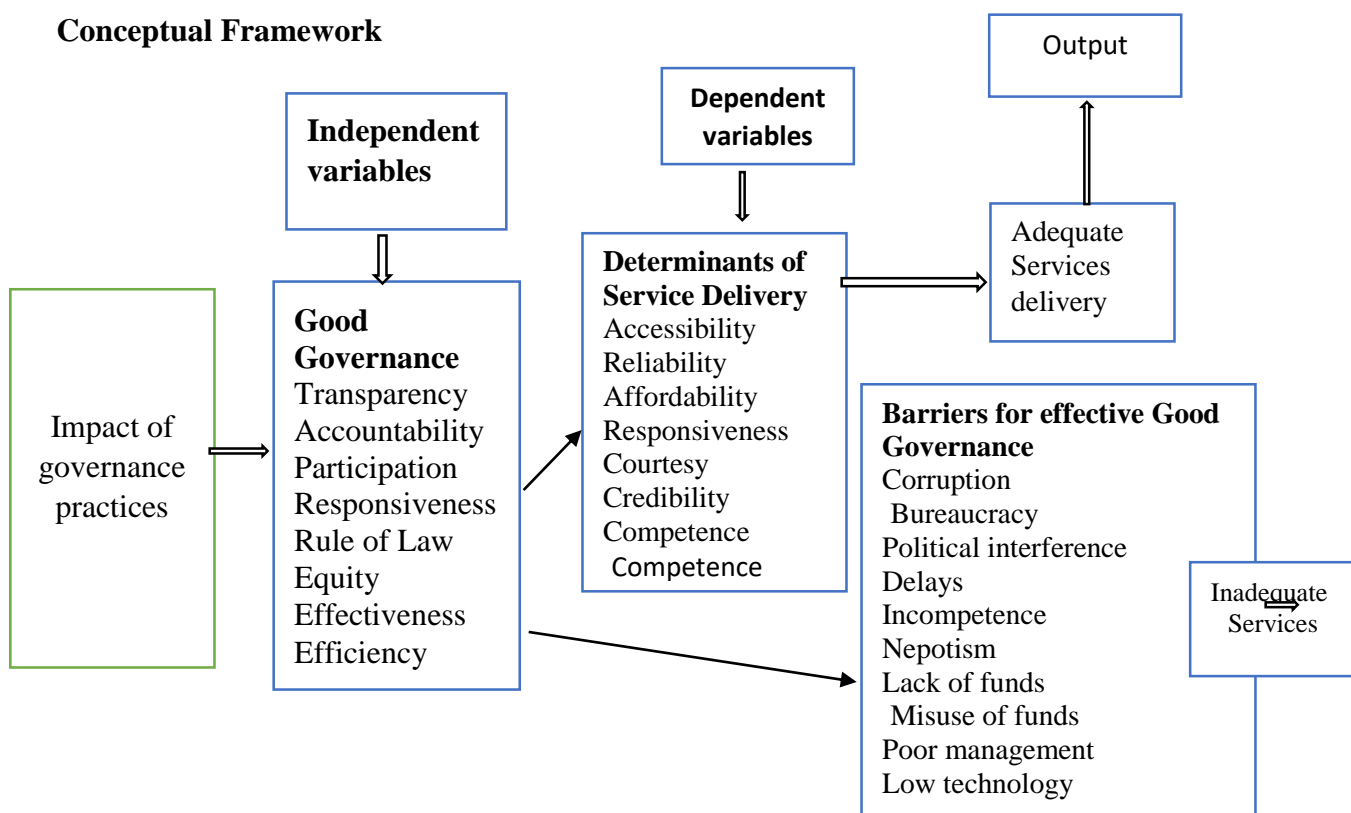 Conceptual Framework
Output
Dependent
variables
Independent
variables
Adequate
Services
delivery
Determinants of
Service Delivery
Accessibility
Reliability
Affordability
Responsiveness
Courtesy
Credibility
Competence
Competence
Good
Governance
Transparency
Accountability
Participation
Responsiveness
Rule of Law
Equity
Effectiveness
Efficiency
Impact of
governance
practices
Barriers for effective Good
Governance
Corruption
Bureaucracy
Political interference
Delays
Incompetence
Nepotism
Lack of funds
Misuse of funds
Poor management
Low technology
Inadequate
Services